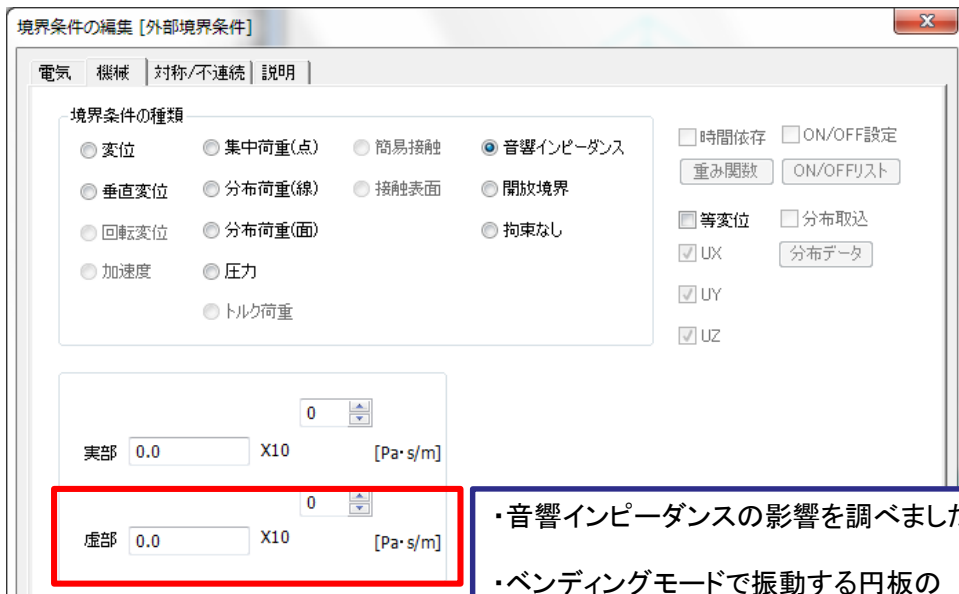 境界条件の編集 [外部境界条件]
電気 機械 対称/不連続 説明
境界条件の種類
変位 集中荷重(点) 簡易接触 音響インピーダンス
垂直変位 分布荷重(線) 接触表面 開放境界
回転変位 分布荷重(面) 拘束なし
加速度 圧力
トルク荷重
時間依存 ON/OFF設定
重み関数 ON/OFFリスト
等変位 分布取込
UX 分布データ
UY
UZ
0
実部 0.0 X10 [Pa･s/m]
0
虚部 0.0 X10 [Pa･s/m]
・音響インピーダンスの影響を調べまし
・ベンディングモードで振動する円板の